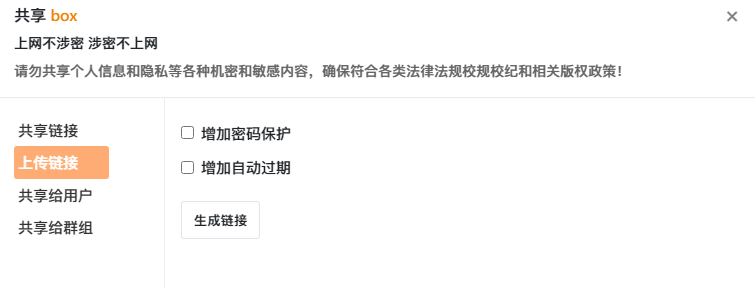 共享 box
×
上网不涉密 涉密不上网
请勿共享个人信息和隐私等各种机密和敏感内容，确保符合各类法律法规校规校纪和相关版权政策！
共享链接
上传链接
共享给用户
共享给群组
增加密码保护
增加自动过期
生成链接